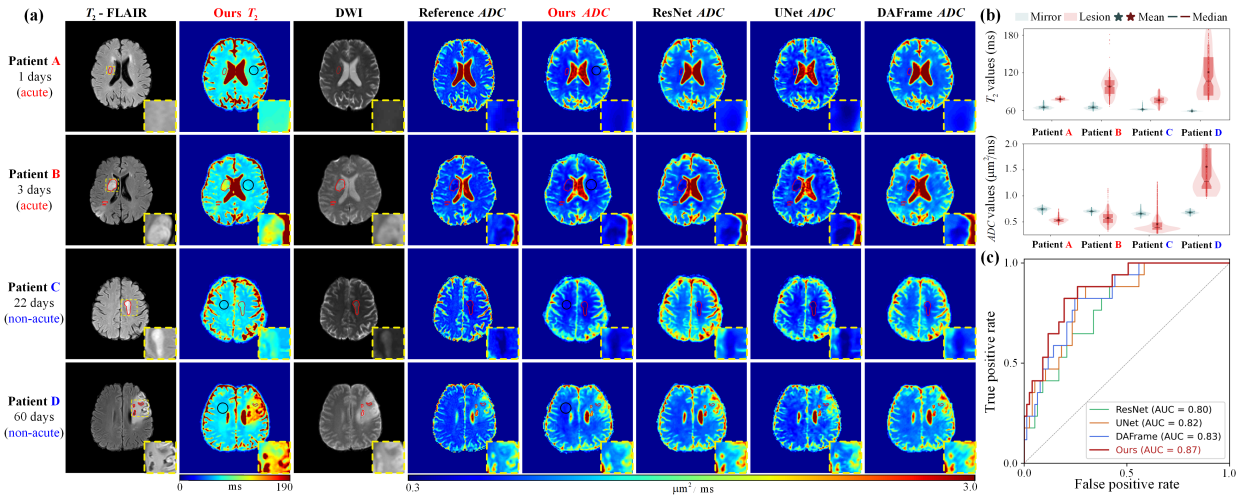 (a)
T₂ - FLAIR
Ours T₂
DWI
Reference ADC
Ours ADC
ResNet ADC
UNet ADC
DAFrame ADC
Patient A
1 days
(acute)
Patient B
3 days
(acute)
Patient C
22 days
(non-acute)
Patient D
60 days
(non-acute)
0 ms 190
0.3 μm²/ ms 3.0
(b)
Mirror Lesion Mean Median
T₂ values (ms)
180
120
60
Patient A Patient B Patient C Patient D
ADC values (μm²/ms)
2.0
1.5
1.0
0.5
Patient A Patient B Patient C Patient D
(c)
True positive rate
1.0
0.5
0.0
ResNet (AUC = 0.80)
UNet (AUC = 0.82)
DAFrame (AUC = 0.83)
Ours (AUC = 0.87)
0.0 0.5 1.0
False positive rate